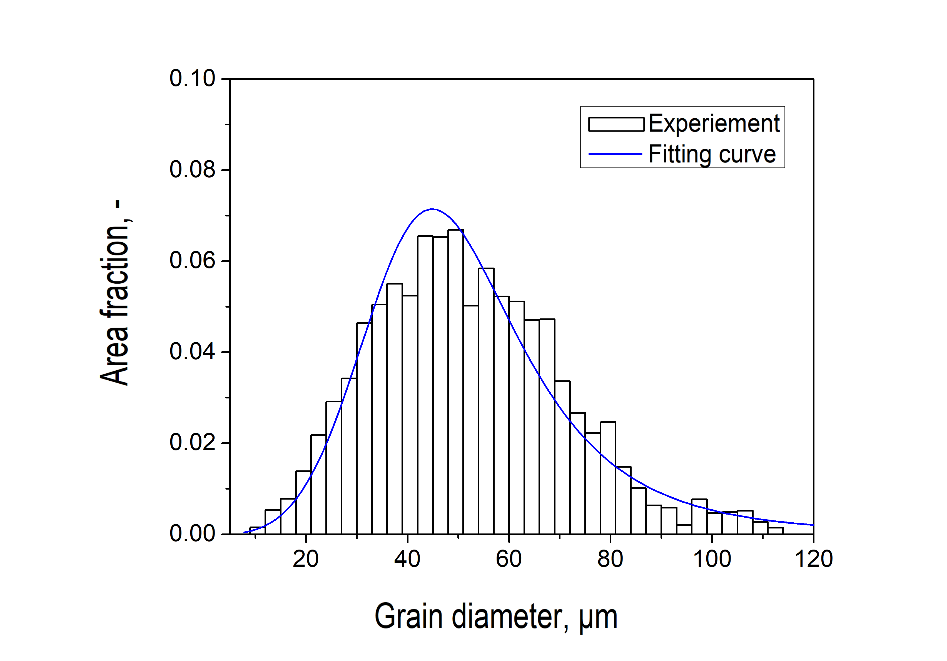 0.10
0.08
0.06
0.04
0.02
0.00
Area fraction, -
Experiement
Fitting curve
20 40 60 80 100 120
Grain diameter, µm